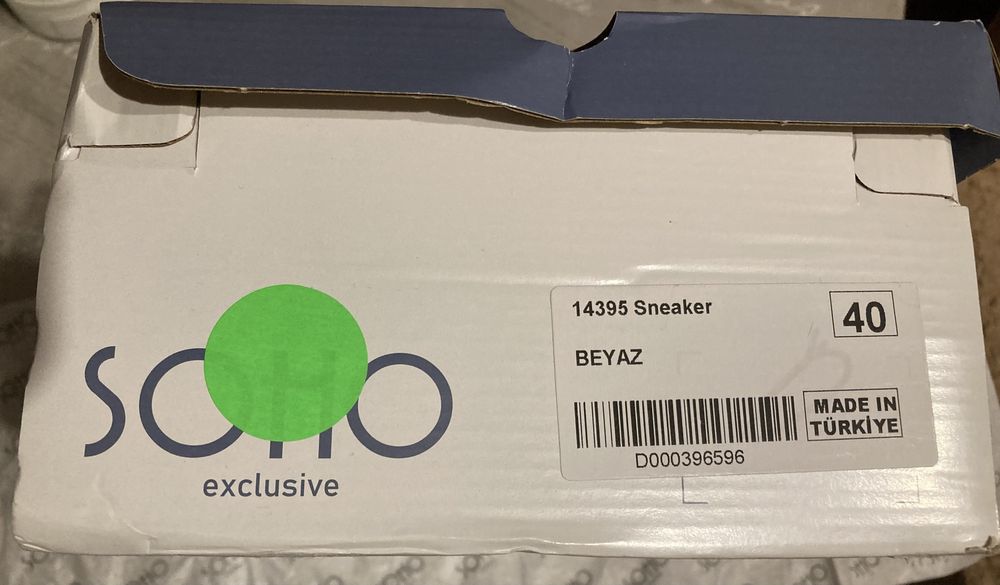 SOHO
exclusive
14395 Sneaker
40
BEYAZ
MADE IN
TÜRKİYE
D000396596